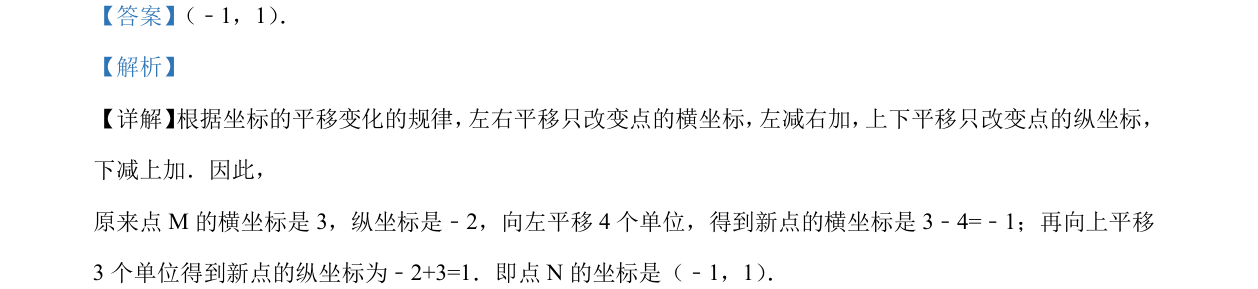 【答案】(﹣1，1).
【解析】
【详解】根据坐标的平移变化的规律，左右平移只改变点的横坐标，左减右加，上下平移只改变点的纵坐标，
下减上加．因此，
原来点 M 的横坐标是 3，纵坐标是﹣2，向左平移 4 个单位，得到新点的横坐标是 3﹣4=﹣1；再向上平移
3 个单位得到新点的纵坐标为﹣2+3=1．即点 N 的坐标是（﹣1，1）．